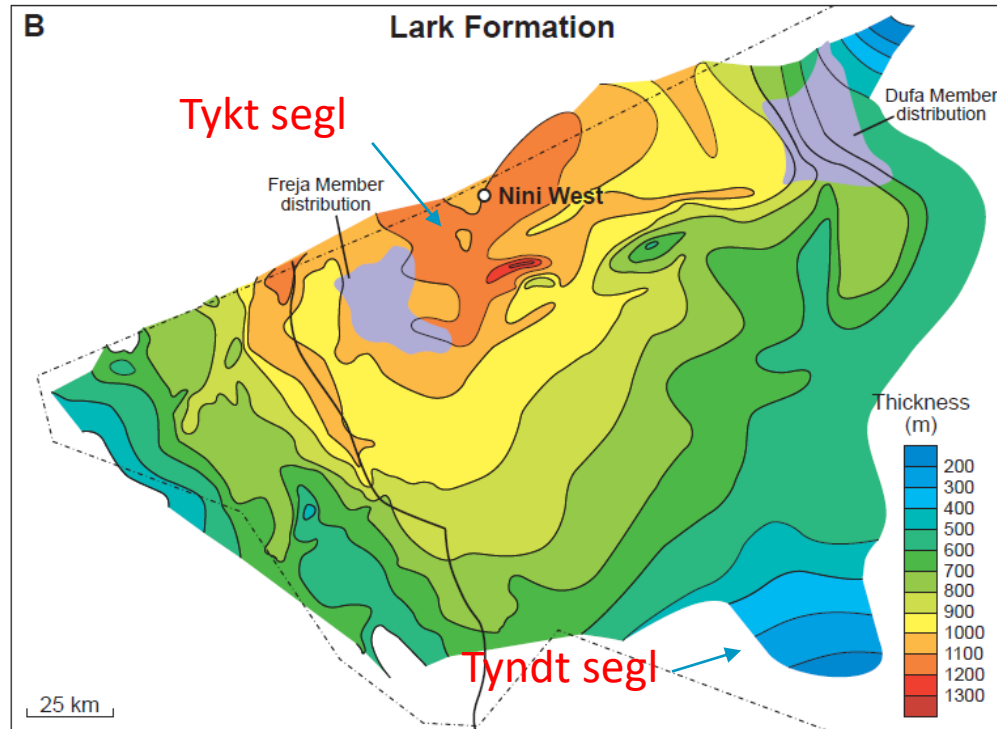 B
Lark Formation
Tykt segl
Dufa Member
distribution
Freja Member
distribution
Nini West
Thickness
(m)
200
300
400
500
600
700
800
900
1000
1100
1200
1300
Tyndt segl
25 km